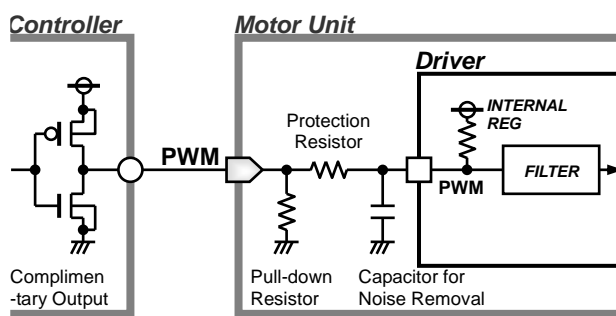 Controller
Motor Unit
Driver
INTERNAL
REG
Protection
Resistor
PWM
PWM
FILTER
Complimen
-tary Output
Pull-down
Resistor
Capacitor for
Noise Removal